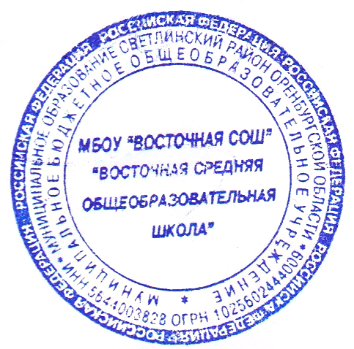 РОССИЙСКАЯ ФЕДЕРАЦИЯ * РОССИЙСКАЯ ФЕДЕРАЦИЯ * РОССИЙСКАЯ ФЕДЕРАЦИЯ * РОССИЙСКАЯ ФЕДЕРАЦИЯ
* МУНИЦИПАЛЬНОЕ ОБРАЗОВАНИЕ СВЕТЛИНСКИЙ РАЙОН ОРЕНБУРГСКОЙ ОБЛАСТИ *
ИНН 5644003828 ОГРН 1025602444009
МУНИЦИПАЛЬНОЕ БЮДЖЕТНОЕ ОБЩЕОБРАЗОВАТЕЛЬНОЕ УЧРЕЖДЕНИЕ *
МБОУ "ВОСТОЧНАЯ СОШ"
"ВОСТОЧНАЯ СРЕДНЯЯ
ОБЩЕОБРАЗОВАТЕЛЬНАЯ
ШКОЛА"